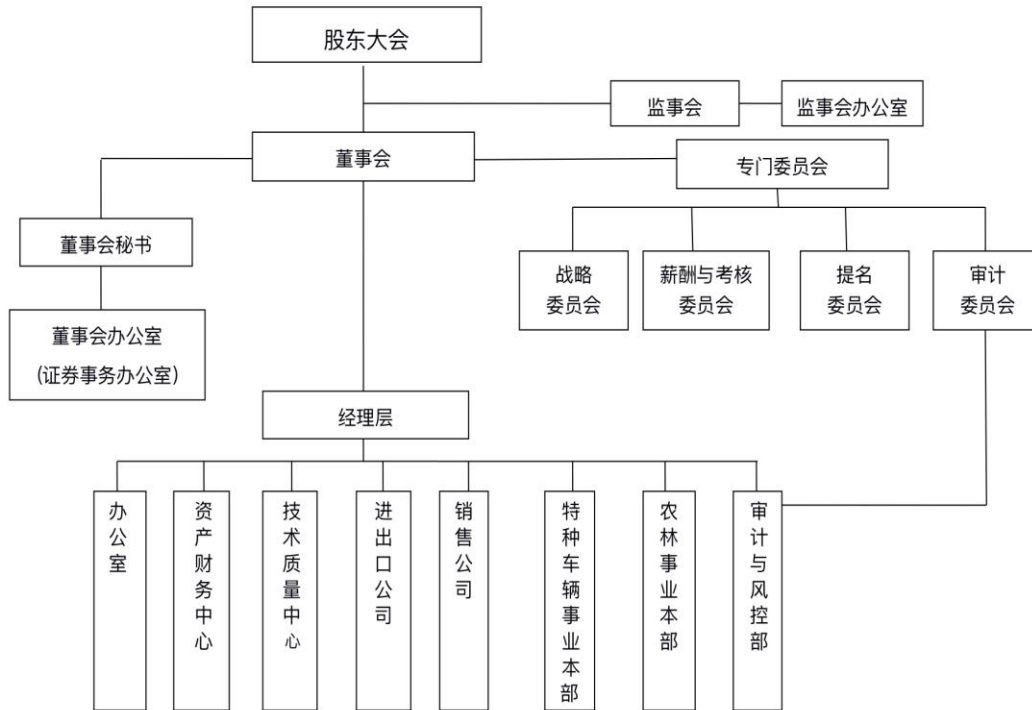 股东大会
监事会
监事会办公室
董事会
专门委员会
董事会秘书
战略
委员会
薪酬与考核
委员会
提名
委员会
审计
委员会
董事会办公室
(证券事务办公室)
经理层
办公室
资产财务中心
技术质量中心
进出口公司
销售公司
特种车辆事业本部
农林事业本部
审计与风控部